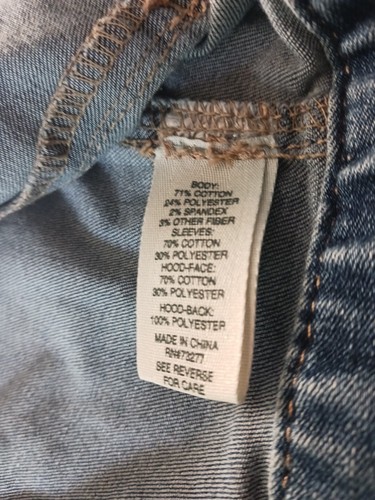 BODY:
71% COTTON
24% POLYESTER
2% SPANDEX
3% OTHER FIBER
SLEEVES:
70% COTTON
30% POLYESTER
HOOD-FACE:
70% COTTON
30% POLYESTER
HOOD-BACK:
100% POLYESTER
MADE IN CHINA
RN#73277
SEE REVERSE
FOR CARE